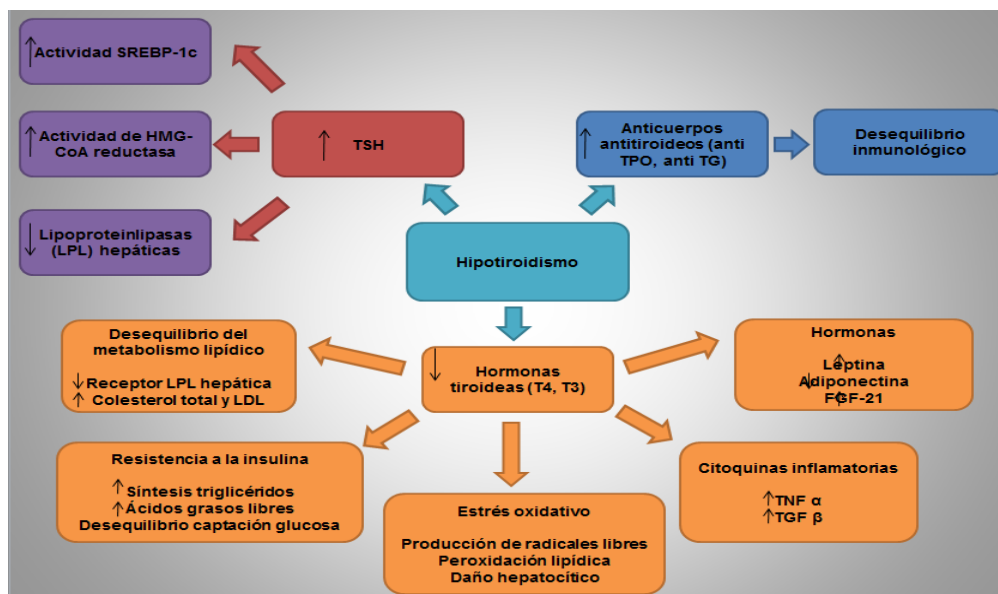 ↑ Actividad SREBP-1c
↑ Actividad de HMG-
CoA reductasa
↓ Lipoproteinlipasas
(LPL) hepáticas
↑ TSH
↑ Anticuerpos
antitiroideos (anti
TPO, anti TG)
Desequilibrio
inmunológico
Hipotiroidismo
↓ Hormonas
tiroideas (T4, T3)
Desequilibrio del
metabolismo lipídico
↓ Receptor LPL hepática
↑ Colesterol total y LDL
Hormonas
↑ Leptina
↓ Adiponectina
↑ FGF-21
Resistencia a la insulina
↑ Síntesis triglicéridos
↑ Ácidos grasos libres
Desequilibrio captación glucosa
Estrés oxidativo
Producción de radicales libres
Peroxidación lipídica
Daño hepatocítico
Citoquinas inflamatorias
↑ TNF α
↑ TGF β